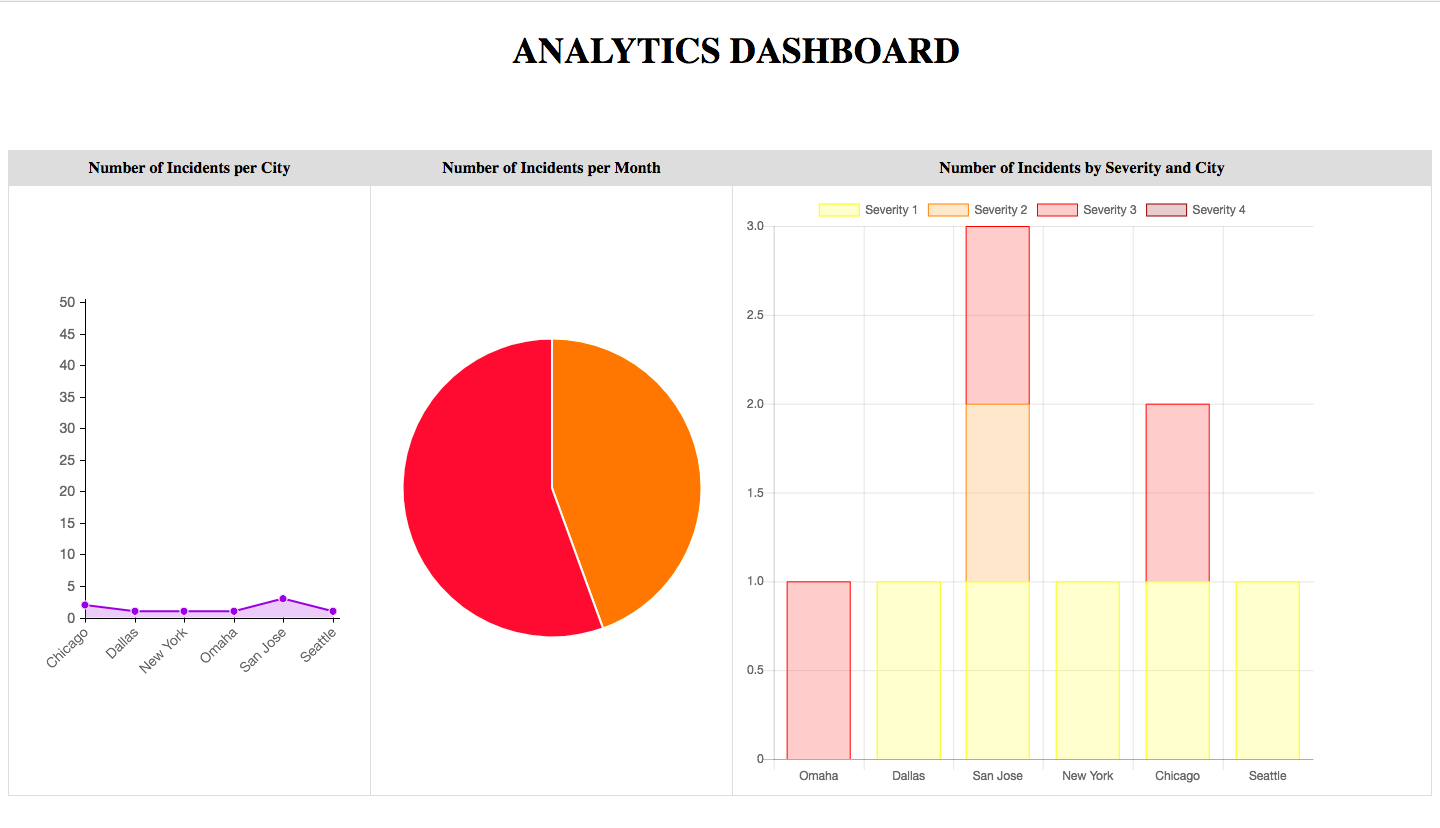 ANALYTICS DASHBOARD
Number of Incidents per City
Number of Incidents per Month
Number of Incidents by Severity and City
50
45
40
35
30
25
20
15
10
5
0
Chicago
Dallas
New York
Omaha
San Jose
Seattle
Severity 1
Severity 2
Severity 3
Severity 4
3.0
2.5
2.0
1.5
1.0
0.5
0
Omaha
Dallas
San Jose
New York
Chicago
Seattle